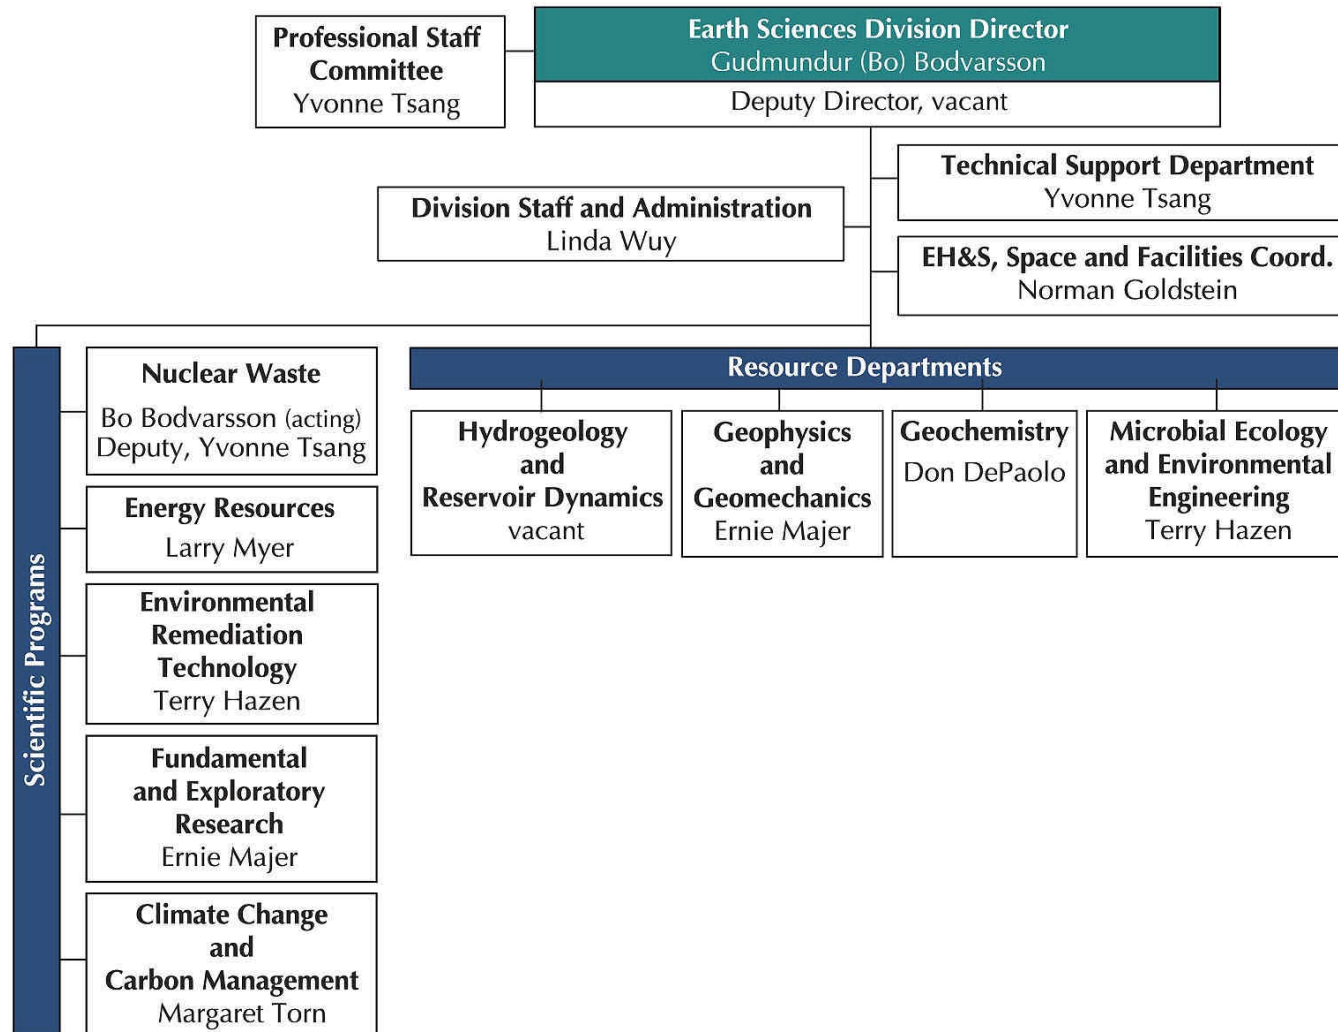 Professional Staff
Committee
Yvonne Tsang
Earth Sciences Division Director
Gudmundur (Bo) Bodvarsson
Deputy Director, vacant
Technical Support Department
Yvonne Tsang
Division Staff and Administration
Linda Wuy
EH&S, Space and Facilities Coord.
Norman Goldstein
Scientific Programs
Nuclear Waste
Bo Bodvarsson (acting)
Deputy, Yvonne Tsang
Energy Resources
Larry Myer
Environmental
Remediation
Technology
Terry Hazen
Fundamental
and Exploratory
Research
Ernie Majer
Climate Change
and
Carbon Management
Margaret Torn
Resource Departments
Hydrogeology
and
Reservoir Dynamics
vacant
Geophysics
and
Geomechanics
Ernie Majer
Geochemistry
Don DePaolo
Microbial Ecology
and Environmental
Engineering
Terry Hazen